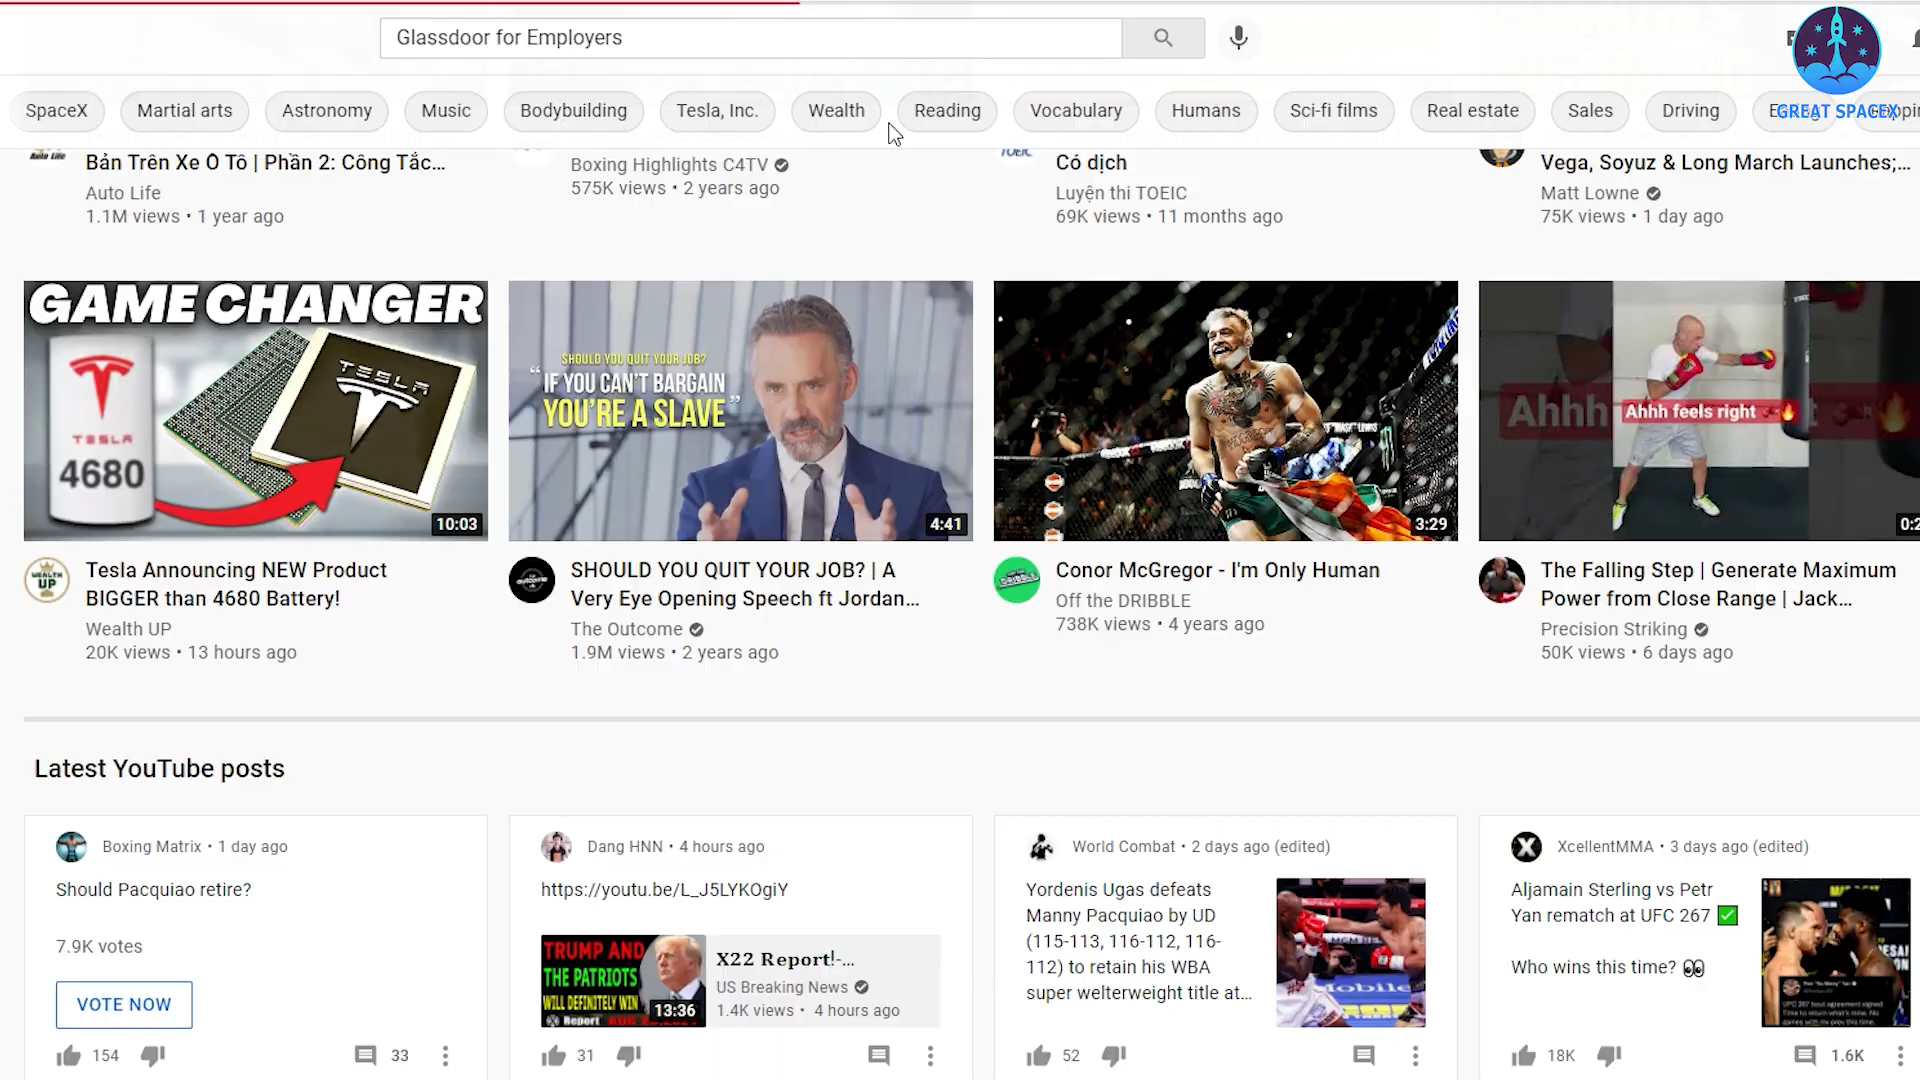 Glassdoor for Employers
GREAT SPACEX
SpaceX
Martial arts
Astronomy
Music
Bodybuilding
Tesla, Inc.
Wealth
Reading
Vocabulary
Humans
Sci-fi films
Real estate
Sales
Driving
Auto Life
Bản Trên Xe Ô Tô | Phần 2: Công Tắc...
Auto Life
1.1M views • 1 year ago
Boxing Highlights C4TV
575K views • 2 years ago
TOEIC
Có dịch
Luyện thi TOEIC
69K views • 11 months ago
Vega, Soyuz & Long March Launches;...
Matt Lowne
75K views • 1 day ago
GAME CHANGER
TESLA
4680
TESLA
10:03
SHOULD YOU QUIT YOUR JOB?
“IF YOU CAN'T BARGAIN
YOU'RE A SLAVE”
4:41
3:29
Ahhh
Ahhh feels right
WEALTH
UP
Tesla Announcing NEW Product
BIGGER than 4680 Battery!
Wealth UP
20K views • 13 hours ago
SHOULD YOU QUIT YOUR JOB? | A
Very Eye Opening Speech ft Jordan...
The Outcome
1.9M views • 2 years ago
Conor McGregor - I'm Only Human
Off the DRIBBLE
738K views • 4 years ago
The Falling Step | Generate Maximum
Power from Close Range | Jack...
Precision Striking
50K views • 6 days ago
Latest YouTube posts
Boxing Matrix • 1 day ago
Should Pacquiao retire?
7.9K votes
VOTE NOW
154
33
Dang HNN • 4 hours ago
https://youtu.be/L_J5LYKOgiY
TRUMP AND
THE PATRIOTS
WILL DEFINITELY WIN
Report
13:36
X22 Report!-...
US Breaking News
1.4K views • 4 hours ago
31
World Combat • 2 days ago (edited)
Yordenis Ugas defeats
Manny Pacquiao by UD
(115-113, 116-112, 116-
112) to retain his WBA
super welterweight title at...
52
XcellentMMA • 3 days ago (edited)
Aljamain Sterling vs Petr
Yan rematch at UFC 267 ✅
Who wins this time? 👀
18K
1.6K